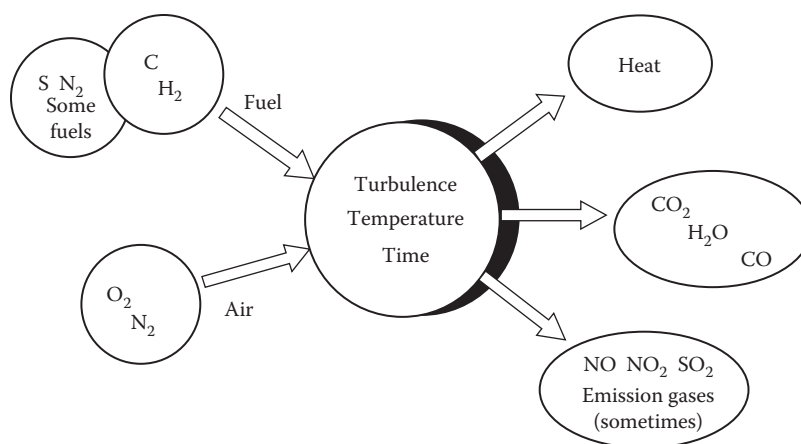 S N₂
Some
fuels
C
H₂
Fuel
O₂
N₂
Air
Turbulence
Temperature
Time
Heat
CO₂
H₂O
CO
NO NO₂ SO₂
Emission gases
(sometimes)